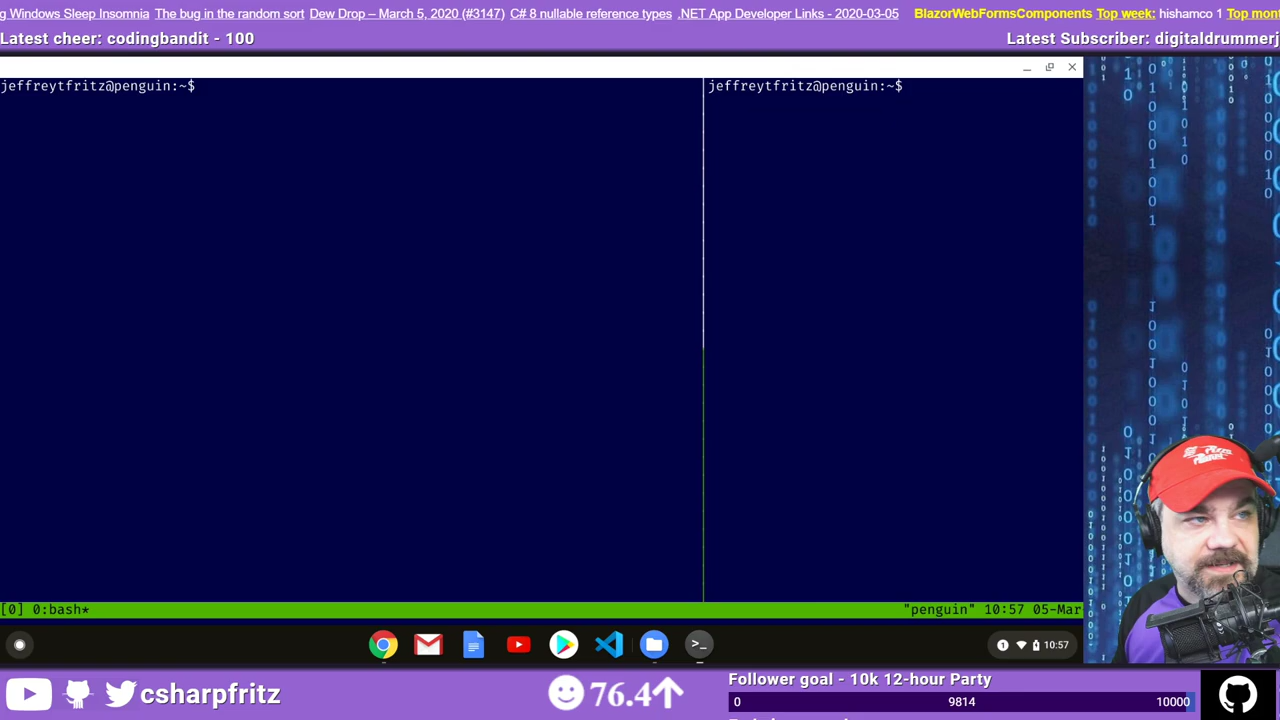 g Windows Sleep Insomnia The bug in the random sort Dew Drop – March 5, 2020 (#3147) C# 8 nullable reference types .NET App Developer Links - 2020-03-05 BlazorWebFormsComponents Top week: hishamco 1 Top mon
Latest cheer: codingbandit - 100
Latest Subscriber: digitaldrummerj
jeffreytfritz@penguin:~$
jeffreytfritz@penguin:~$
[0] 0:bash*
"penguin" 10:57 05-Mar
1 10:57
csharpfritz
76.4
Follower goal - 10k 12-hour Party
0 9814 10000